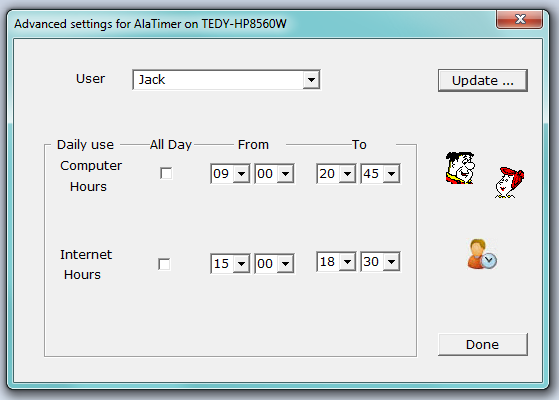 Advanced settings for AlaTimer on TEDY-HP8560W
User Jack Update ...
Daily use All Day From To
Computer
Hours
09 00 20 45
Internet
Hours
15 00 18 30
Done